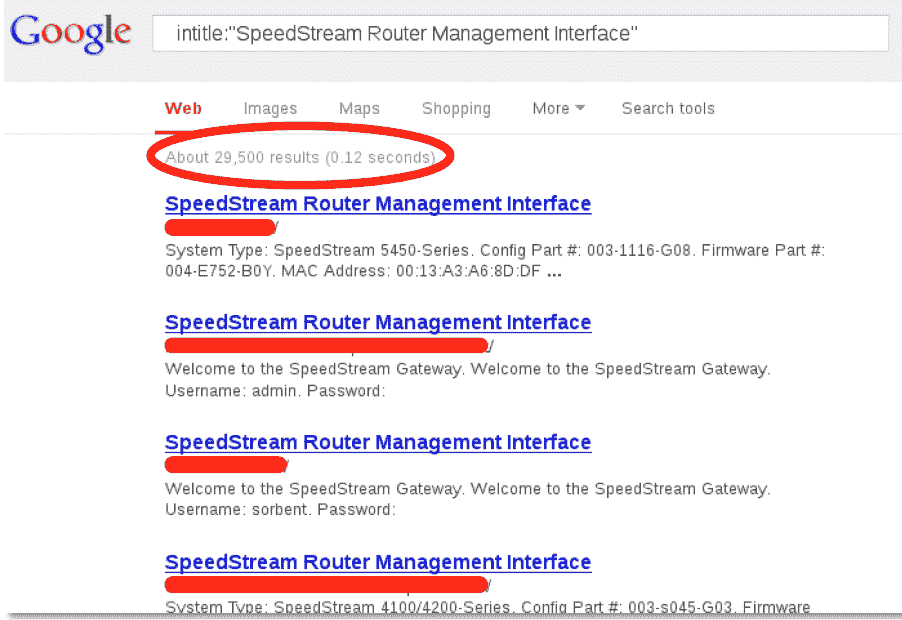 Google
intitle:"SpeedStream Router Management Interface"
Web Images Maps Shopping More Search tools
About 29,500 results (0.12 seconds)
SpeedStream Router Management Interface
/
System Type: SpeedStream 5450-Series. Config Part #: 003-1116-G08. Firmware Part #:
004-E752-B0Y. MAC Address: 00:13:A3:A6:8D:DF ...
SpeedStream Router Management Interface
/
Welcome to the SpeedStream Gateway. Welcome to the SpeedStream Gateway.
Username: admin. Password:
SpeedStream Router Management Interface
/
Welcome to the SpeedStream Gateway. Welcome to the SpeedStream Gateway.
Username: sorbent. Password:
SpeedStream Router Management Interface
/
System Type: SpeedStream 4100/4200-Series. Config Part #: 003-s045-G03. Firmware